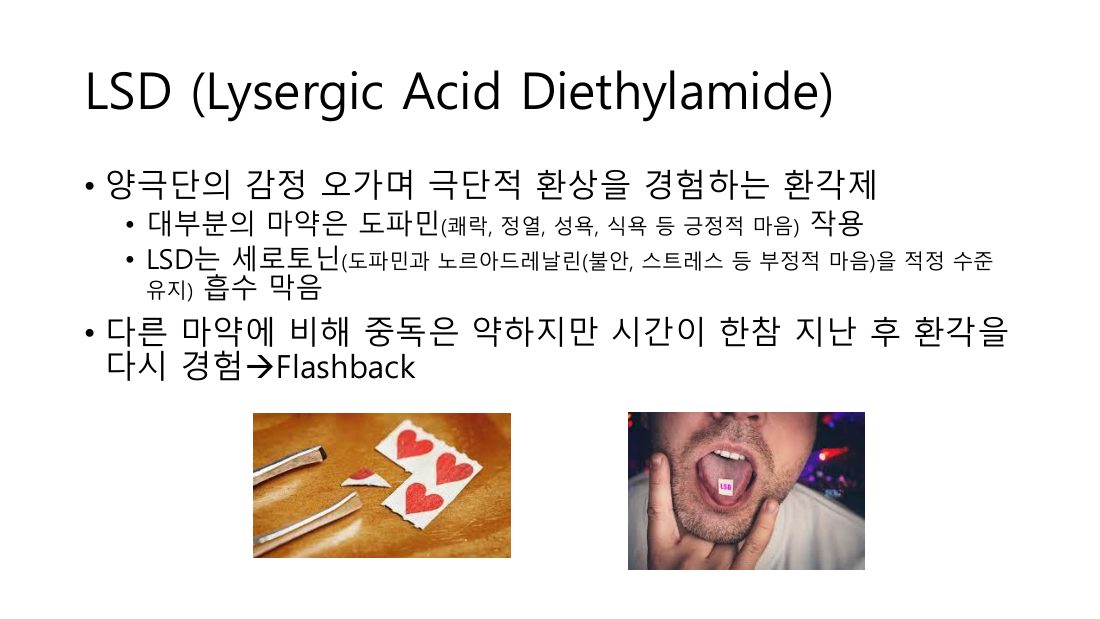 LSD (Lysergic Acid Diethylamide)
• 양극단의 감정 오가며 극단적 환상을 경험하는 환각제
• 대부분의 마약은 도파민(쾌락, 정열, 성욕, 식욕 등 긍정적 마음) 작용
• LSD는 세로토닌(도파민과 노르아드레날린(불안, 스트레스 등 부정적 마음)을 적정 수준
유지) 흡수 막음
• 다른 마약에 비해 중독은 약하지만 시간이 한참 지난 후 환각을
다시 경험→Flashback
LSD